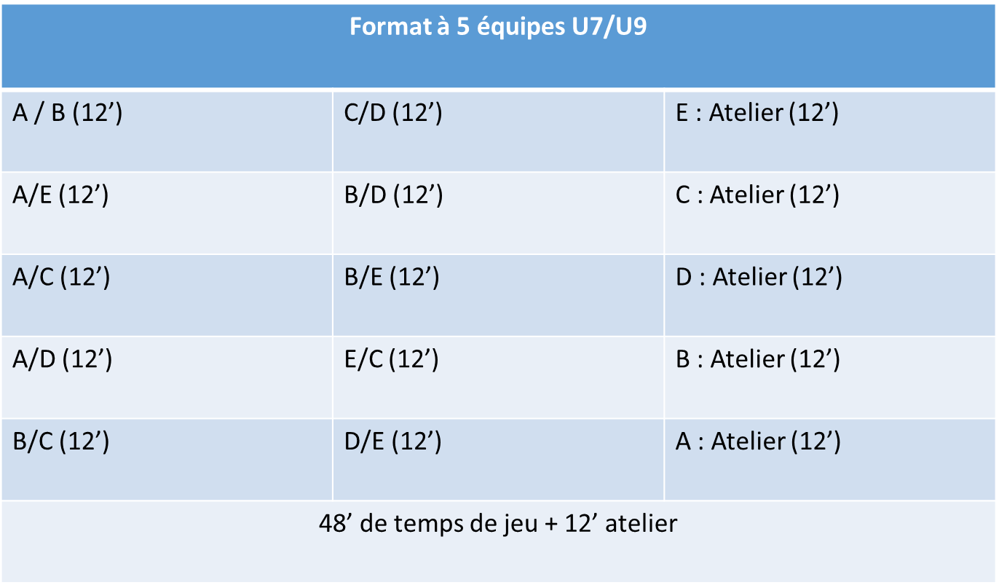 Format à 5 équipes U7/U9
A / B (12’) C/D (12’) E : Atelier (12’)
A/E (12’) B/D (12’) C : Atelier (12’)
A/C (12’) B/E (12’) D : Atelier (12’)
A/D (12’) E/C (12’) B : Atelier (12’)
B/C (12’) D/E (12’) A : Atelier (12’)
48’ de temps de jeu + 12’ atelier